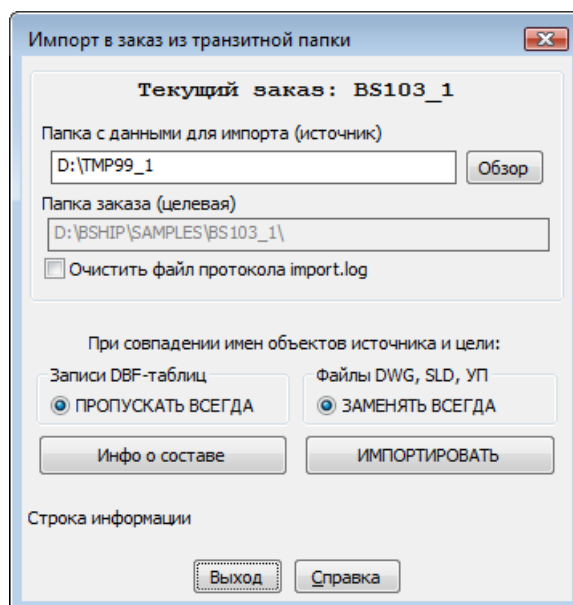 Импорт в заказ из транзитной папки
Текущий заказ: BS103_1
Папка с данными для импорта (источник)
D:\TMP99_1
Обзор
Папка заказа (целевая)
D:\BSHIP\SAMPLES\BS103_1\
Очистить файл протокола import.log
При совпадении имен объектов источника и цели:
Записи DBF-таблиц
Файлы DWG, SLD, УП
ПРОПУСКАТЬ ВСЕГДА
ЗАМЕНЯТЬ ВСЕГДА
Инфо о составе
ИМПОРТИРОВАТЬ
Строка информации
Выход
Справка